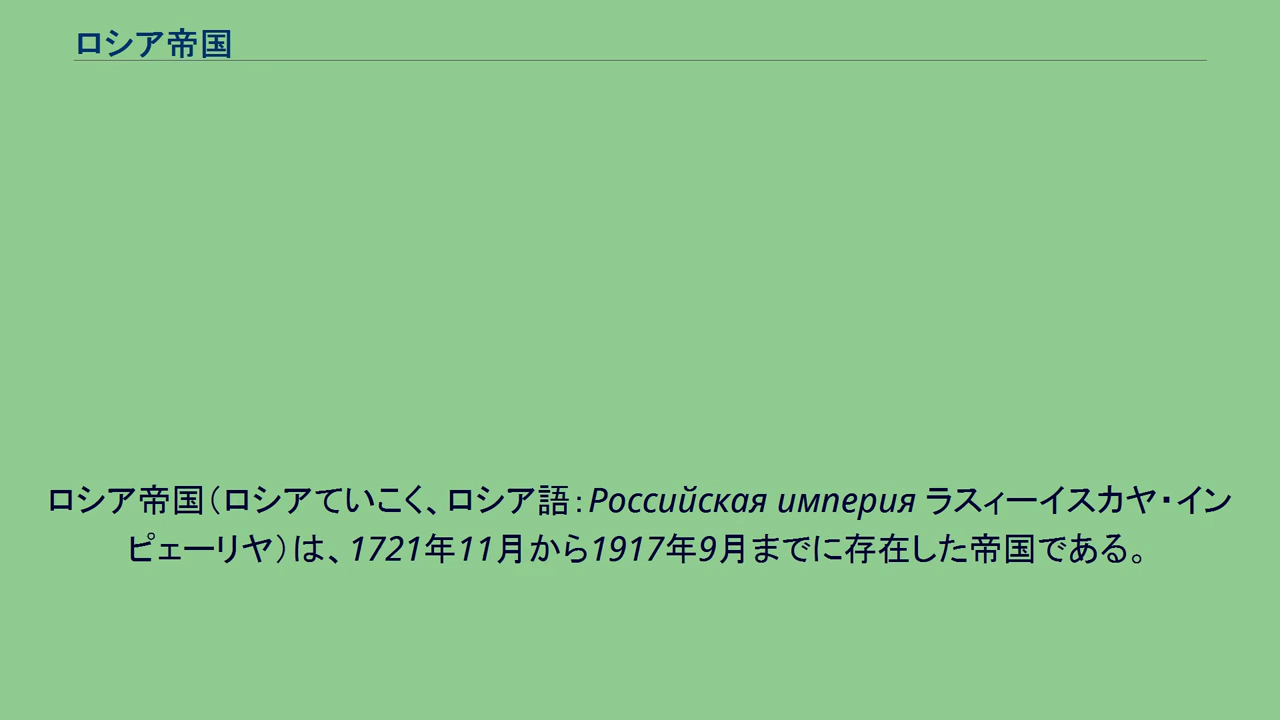 ロシア帝国
ロシア帝国（ロシアていこく、ロシア語：Российская империя ラスィーイスカヤ・イン
ピェーリヤ）は、1721年11月から1917年9月までに存在した帝国である。